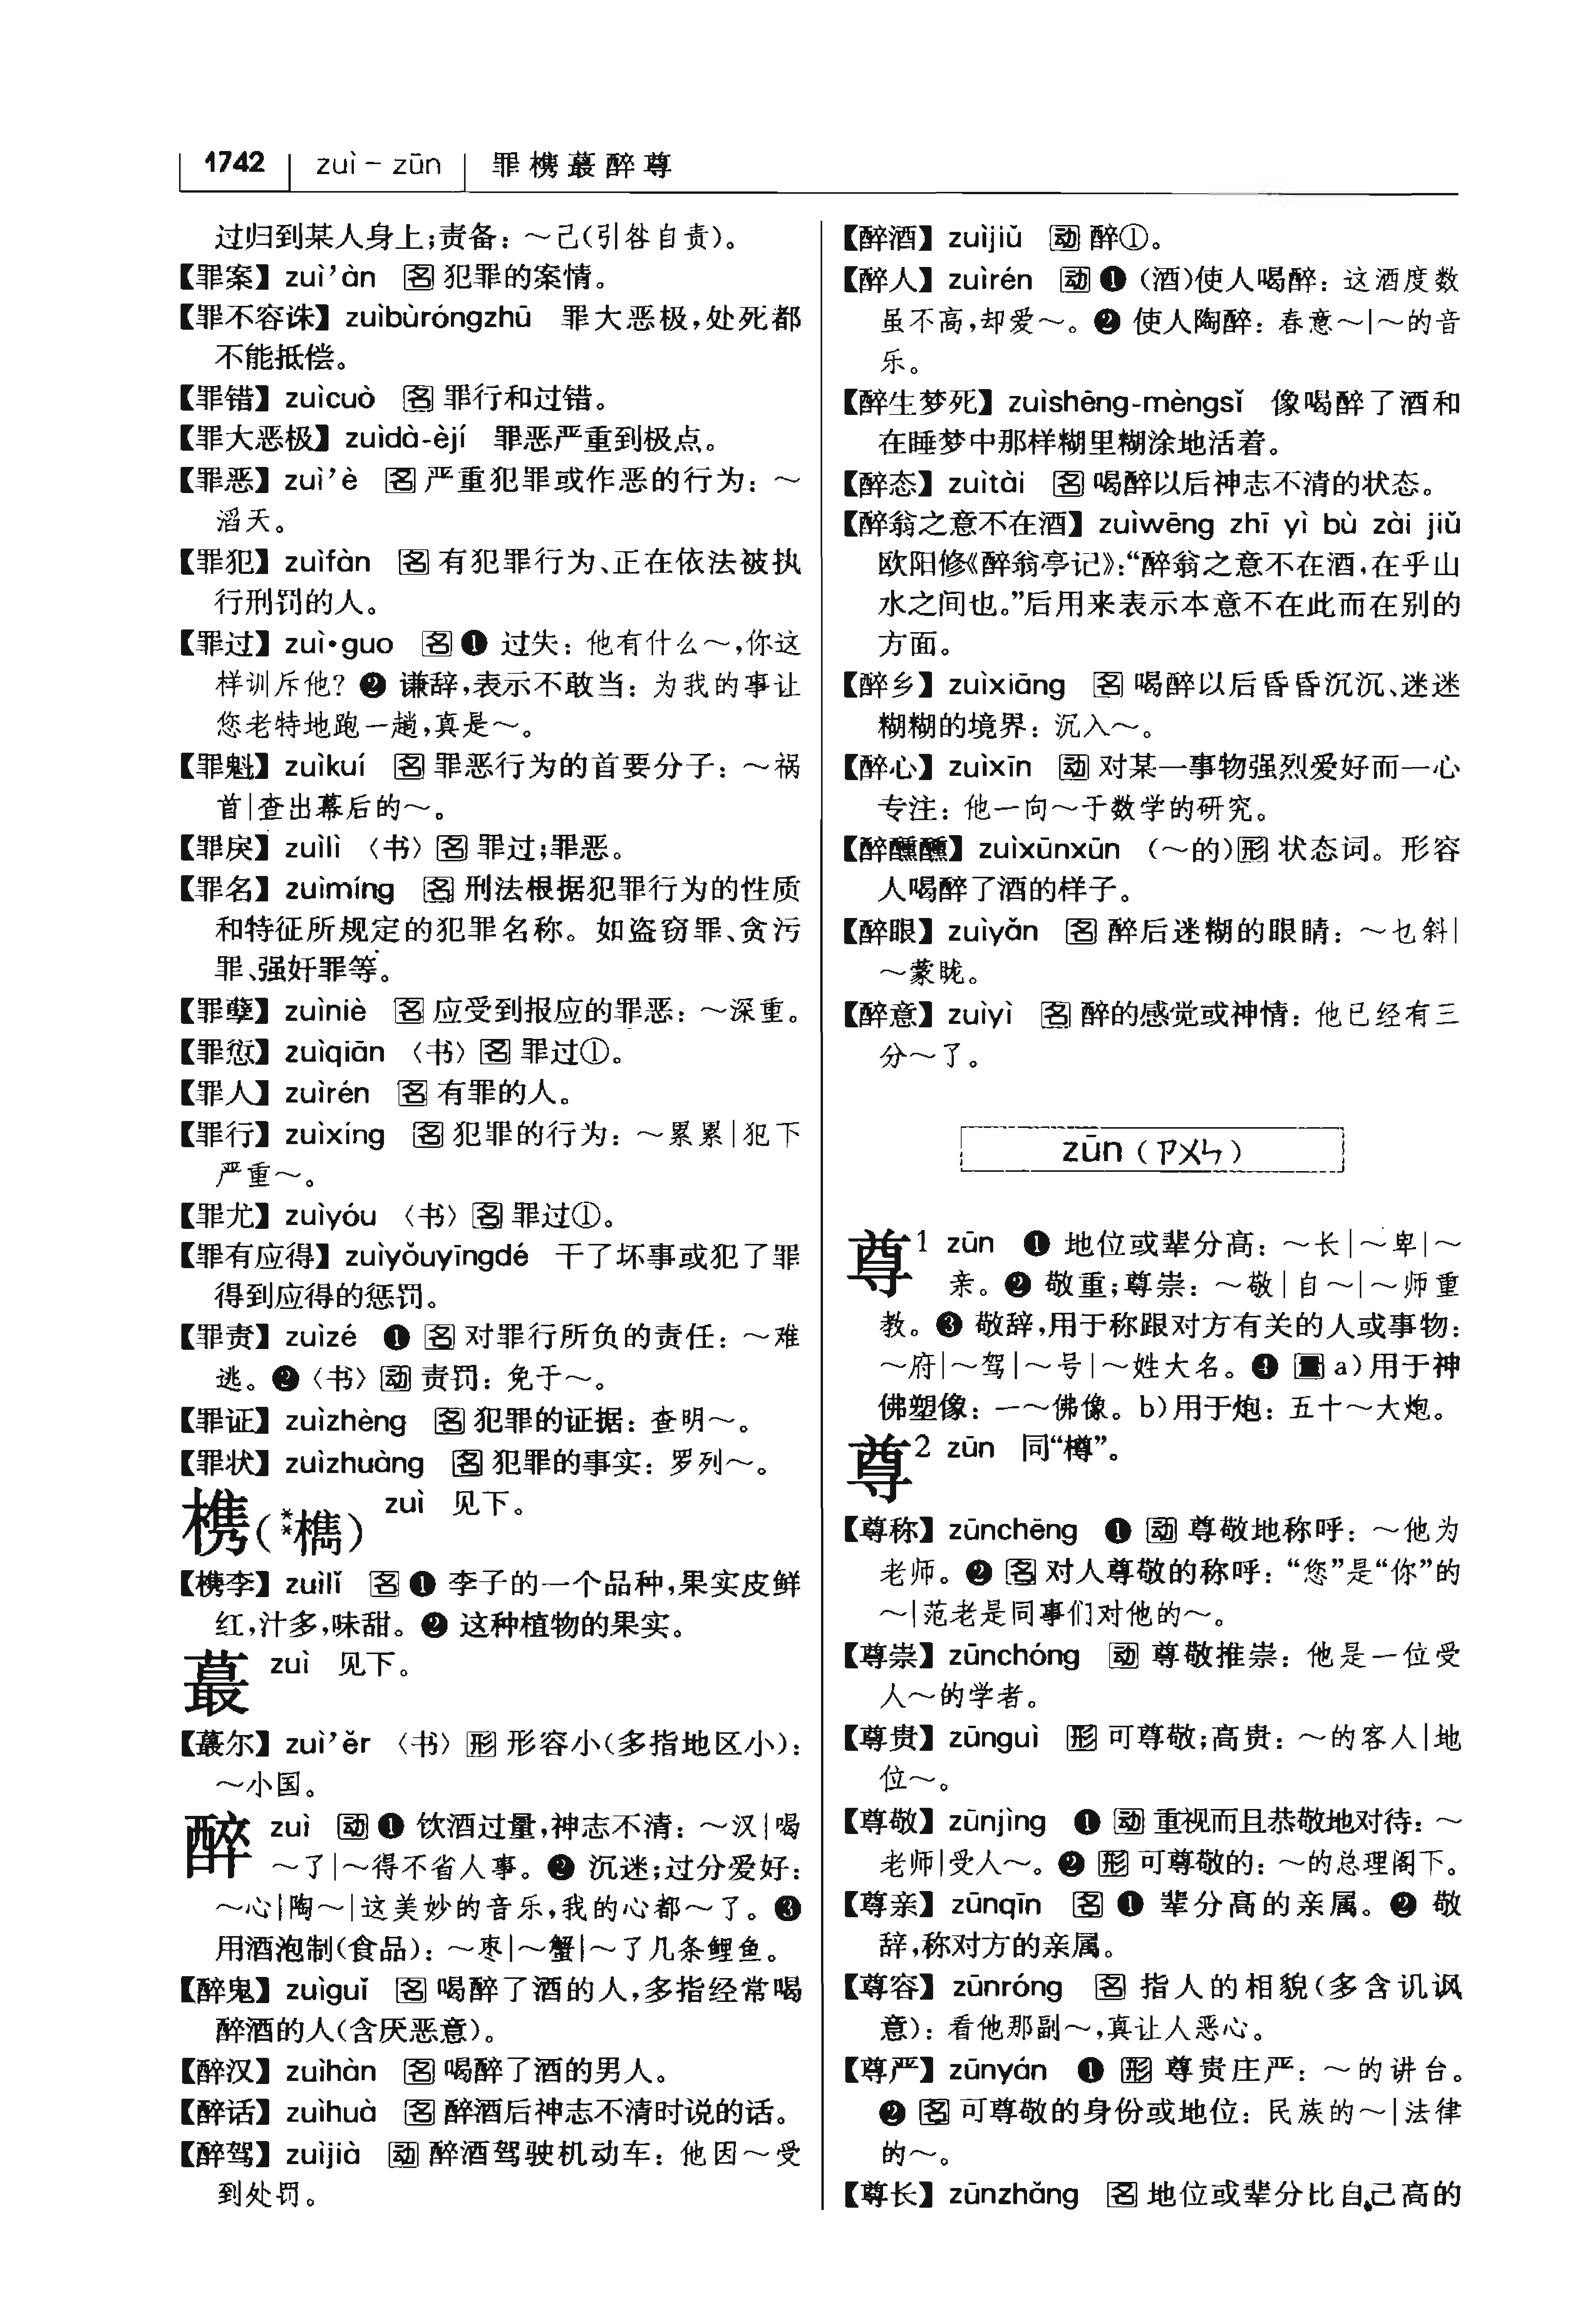 1742 zuì－zūn 罪槜蕞醉尊
过归到某人身上;责备：～己(引咎自责)。
【罪案】zuì’àn 名 犯罪的案情。
【罪不容诛】zuìbùróngzhū 罪大恶极,处死都
不能抵偿。
【罪错】zuìcuò 名 罪行和过错。
【罪大恶极】zuìdà-èjí 罪恶严重到极点。
【罪恶】zuì’è 名 严重犯罪或作恶的行为：～
滔天。
【罪犯】zuìfàn 名 有犯罪行为、正在依法被执
行刑罚的人。
【罪过】zuì·guo 名 ❶ 过失：他有什么～,你这
样训斥他? ❷ 谦辞,表示不敢当：为我的事让
您老特地跑一趟,真是～。
【罪魁】zuìkuí 名 罪恶行为的首要分子：～祸
首|查出幕后的～。
【罪戾】zuìlì〈书〉名 罪过;罪恶。
【罪名】zuìmíng 名 刑法根据犯罪行为的性质
和特征所规定的犯罪名称。如盗窃罪、贪污
罪、强奸罪等。
【罪孽】zuìniè 名 应受到报应的罪恶：～深重。
【罪愆】zuìqiān〈书〉名 罪过①。
【罪人】zuìrén 名 有罪的人。
【罪行】zuìxíng 名 犯罪的行为：～累累|犯下
严重～。
【罪尤】zuìyóu〈书〉名 罪过①。
【罪有应得】zuìyǒuyīngdé 干了坏事或犯了罪
得到应得的惩罚。
【罪责】zuìzé ❶ 名 对罪行所负的责任：～难
逃。❷〈书〉动 责罚：免于～。
【罪证】zuìzhèng 名 犯罪的证据：查明～。
【罪状】zuìzhuàng 名 犯罪的事实：罗列～。
槜(**檇) zuì 见下。
【槜李】zuìlǐ 名 ❶ 李子的一个品种,果实皮鲜
红,汁多,味甜。❷ 这种植物的果实。
蕞 zuì 见下。
【蕞尔】zuì’ěr〈书〉形 形容小(多指地区小)：
～小国。
醉 zuì 动 ❶ 饮酒过量,神志不清：～汉|喝
～了|～得不省人事。❷ 沉迷;过分爱好：
～心|陶～|这美妙的音乐,我的心都～了。❸
用酒泡制(食品)：～枣|～蟹|～了几条鲤鱼。
【醉鬼】zuìguǐ 名 喝醉了酒的人,多指经常喝
醉酒的人(含厌恶意)。
【醉汉】zuìhàn 名 喝醉了酒的男人。
【醉话】zuìhuà 名 醉酒后神志不清时说的话。
【醉驾】zuìjià 动 醉酒驾驶机动车：他因～受
到处罚。
【醉酒】zuìjiǔ 动 醉①。
【醉人】zuìrén 动 ❶ (酒)使人喝醉：这酒度数
虽不高,却爱～。❷ 使人陶醉：春意～|～的音
乐。
【醉生梦死】zuìshēng-mèngsǐ 像喝醉了酒和
在睡梦中那样糊里糊涂地活着。
【醉态】zuìtài 名 喝醉以后神志不清的状态。
【醉翁之意不在酒】zuìwēng zhī yì bù zài jiǔ
欧阳修《醉翁亭记》：“醉翁之意不在酒,在乎山
水之间也。”后用来表示本意不在此而在别的
方面。
【醉乡】zuìxiāng 名 喝醉以后昏昏沉沉、迷迷
糊糊的境界：沉入～。
【醉心】zuìxīn 动 对某一事物强烈爱好而一心
专注：他一向～于数学的研究。
【醉醺醺】zuìxūnxūn (～的)形 状态词。形容
人喝醉了酒的样子。
【醉眼】zuìyǎn 名 醉后迷糊的眼睛：～乜斜|
～蒙眬。
【醉意】zuìyì 名 醉的感觉或神情：他已经有三
分～了。
zūn (ㄗㄨㄣ)
尊1 zūn ❶ 地位或辈分高：～长|～卑|～
亲。❷ 敬重;尊崇：～敬|自～|～师重
教。❸ 敬辞,用于称跟对方有关的人或事物：
～府|～驾|～号|～姓大名。❹ 量 a)用于神
佛塑像：一～佛像。b)用于炮：五十～大炮。
尊2 zūn 同“樽”。
【尊称】zūnchēng ❶ 动 尊敬地称呼：～他为
老师。❷ 名 对人尊敬的称呼：“您”是“你”的
～|范老是同事们对他的～。
【尊崇】zūnchóng 动 尊敬推崇：他是一位受
人～的学者。
【尊贵】zūnguì 形 可尊敬;高贵：～的客人|地
位～。
【尊敬】zūnjìng ❶ 动 重视而且恭敬地对待：～
老师|受人～。❷ 形 可尊敬的：～的总理阁下。
【尊亲】zūnqīn 名 ❶ 辈分高的亲属。❷ 敬
辞,称对方的亲属。
【尊容】zūnróng 名 指人的相貌(多含讥讽
意)：看他那副～,真让人恶心。
【尊严】zūnyán ❶ 形 尊贵庄严：～的讲台。
❷ 名 可尊敬的身份或地位：民族的～|法律
的～。
【尊长】zūnzhǎng 名 地位或辈分比自己高的